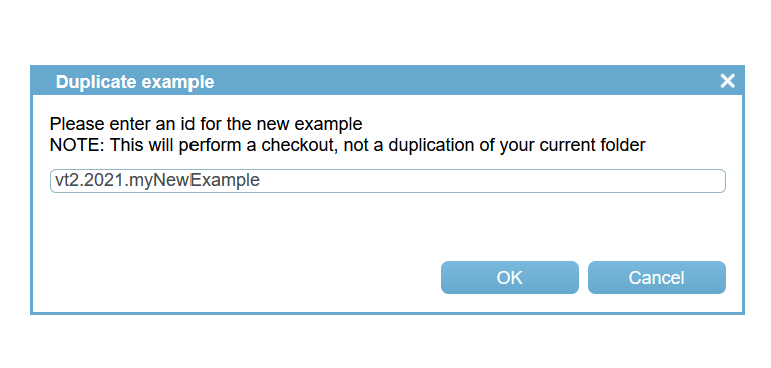 Duplicate example
Please enter an id for the new example
NOTE: This will perform a checkout, not a duplication of your current folder
vt2.2021.myNewExample
OK Cancel